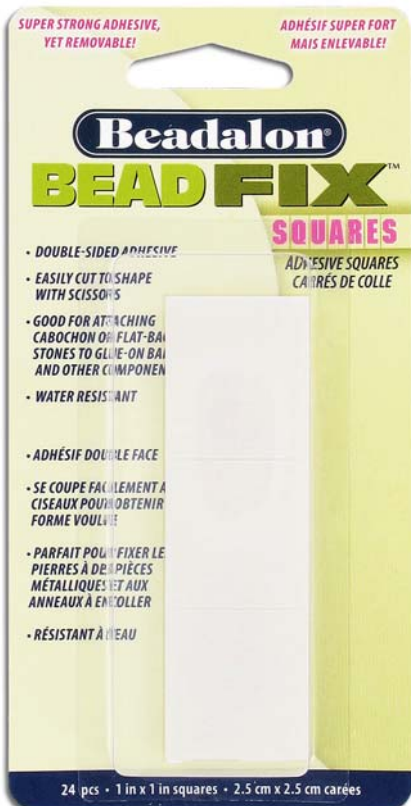 SUPER STRONG ADHESIVE,
YET REMOVABLE!
ADHÉSIF SUPER FORT
MAIS ENLEVABLE!
Beadalon®
BEADFIX™
SQUARES
ADHESIVE SQUARES
CARRÉS DE COLLE
• DOUBLE-SIDED ADHESIVE
• EASILY CUT TO SHAPE
WITH SCISSORS
• GOOD FOR ATTACHING
CABOCHON OR FLAT-BA
STONES TO GLUE-ON BA
AND OTHER COMPONEN
• WATER RESISTANT
• ADHÉSIF DOUBLE FACE
• SE COUPE FACILEMENT A
CISEAUX POUR OBTENIR
FORME VOULUE
• PARFAIT POUR FIXER LE
PIERRES À DES PIÈCES
MÉTALLIQUES ET AUX
ANNEAUX À ENCOLLER
• RÉSISTANT À L'EAU
24 pcs • 1 in x 1 in squares • 2.5 cm x 2.5 cm carées